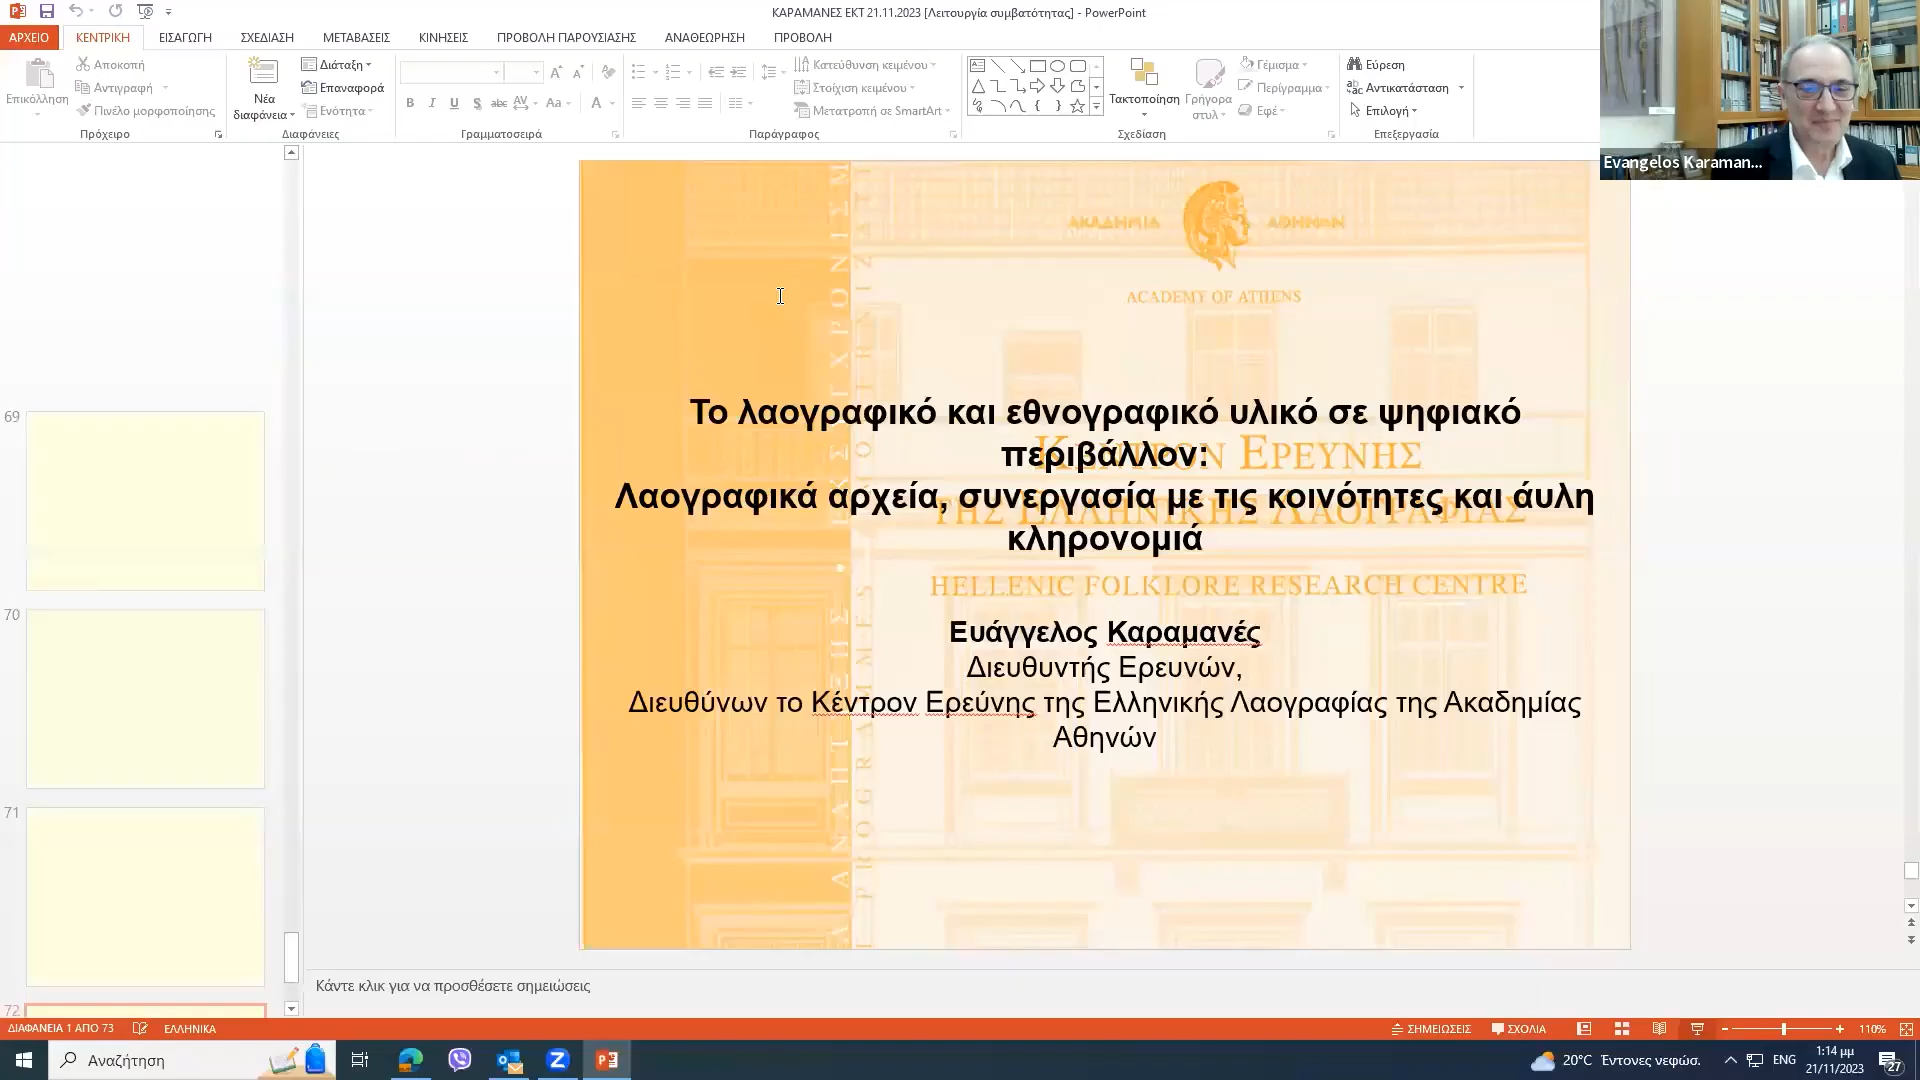 ΚΑΡΑΜΑΝΕΣ ΕΚΤ 21.11.2023 [Λειτουργία συμβατότητας] - PowerPoint
ΑΡΧΕΙΟ ΚΕΝΤΡΙΚΗ ΕΙΣΑΓΩΓΗ ΣΧΕΔΙΑΣΗ ΜΕΤΑΒΑΣΕΙΣ ΚΙΝΗΣΕΙΣ ΠΡΟΒΟΛΗ ΠΑΡΟΥΣΙΑΣΗΣ ΑΝΑΘΕΩΡΗΣΗ ΠΡΟΒΟΛΗ
Επικόλληση
Αποκοπή
Αντιγραφή
Πινέλο μορφοποίησης
Πρόχειρο
Νέα
διαφάνεια
Διάταξη
Επαναφορά
Ενότητα
Διαφάνειες
Γραμματοσειρά
Κατεύθυνση κειμένου
Στοίχιση κειμένου
Μετατροπή σε SmartArt
Παράγραφος
Τακτοποίηση
Γρήγορα
στυλ
Γέμισμα
Περίγραμμα
Εφέ
Σχεδίαση
Εύρεση
Αντικατάσταση
Επιλογή
Επεξεργασία
Evangelos Karaman...
69
70
71
72
ΑΚΑΔΗΜΙΑ ΑΘΗΝΩΝ
ACADEMY OF ATHENS
Το λαογραφικό και εθνογραφικό υλικό σε ψηφιακό
περιβάλλον:
Λαογραφικά αρχεία, συνεργασία με τις κοινότητες και άυλη
κληρονομιά
ΚΕΝΤΡΟΝ ΕΡΕΥΝΗΣ
ΤΗΣ ΕΛΛΗΝΙΚΗΣ ΛΑΟΓΡΑΦΙΑΣ
HELLENIC FOLKLORE RESEARCH CENTRE
Ευάγγελος Καραμανές
Διευθυντής Ερευνών,
Διευθύνων το Κέντρον Ερεύνης της Ελληνικής Λαογραφίας της Ακαδημίας
Αθηνών
Κάντε κλικ για να προσθέσετε σημειώσεις
ΔΙΑΦΑΝΕΙΑ 1 ΑΠΟ 73 ΕΛΛΗΝΙΚΑ ΣΗΜΕΙΩΣΕΙΣ ΣΧΟΛΙΑ 110%
Αναζήτηση
20°C Έντονες νεφώσ. ENG
1:14 μμ
21/11/2023
27